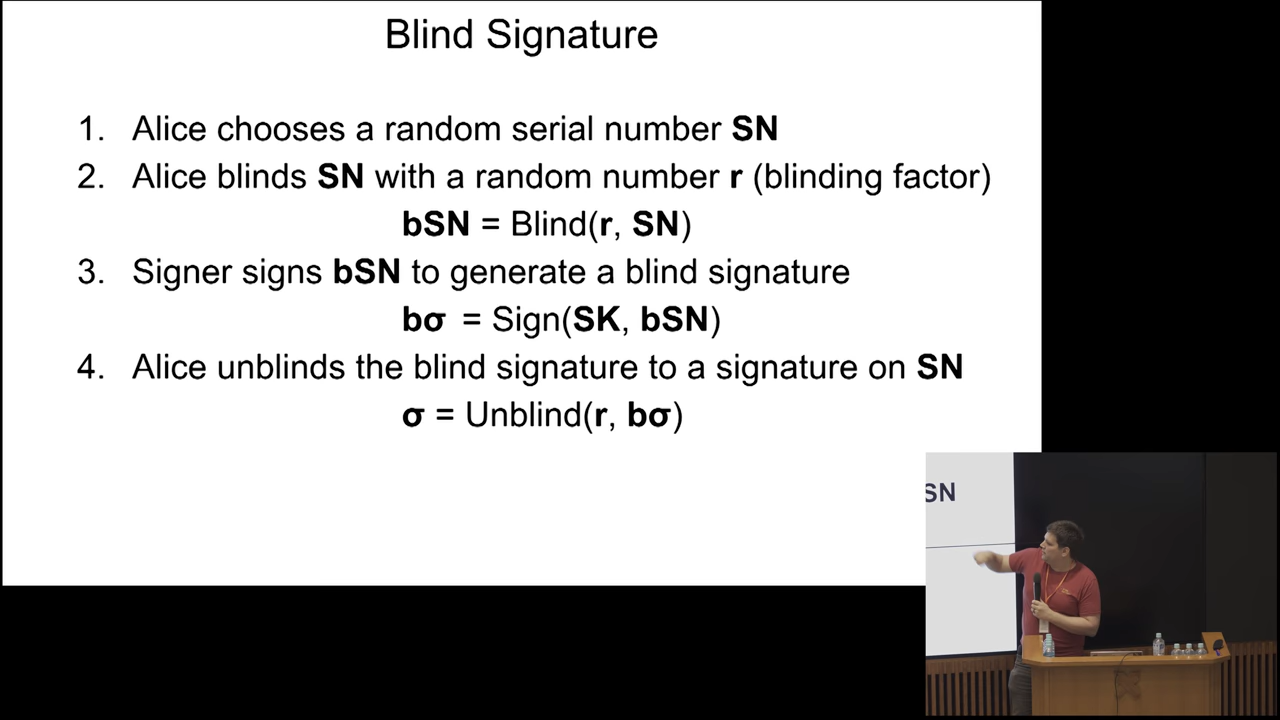 Blind Signature
1. Alice chooses a random serial number SN
2. Alice blinds SN with a random number r (blinding factor)
bSN = Blind(r, SN)
3. Signer signs bSN to generate a blind signature
bσ = Sign(SK, bSN)
4. Alice unblinds the blind signature to a signature on SN
σ = Unblind(r, bσ)
SN